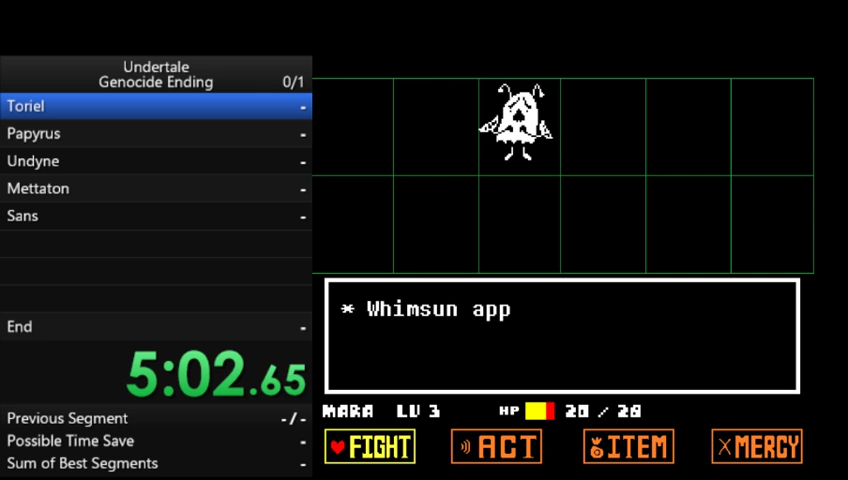 Undertale
Genocide Ending 0/1
Toriel -
Papyrus -
Undyne -
Mettaton -
Sans -
End -
5:02.65
Previous Segment -/-
Possible Time Save -
Sum of Best Segments -
* Whimsun app
MARA LV 3 HP 20 / 28
FIGHT ACT ITEM MERCY